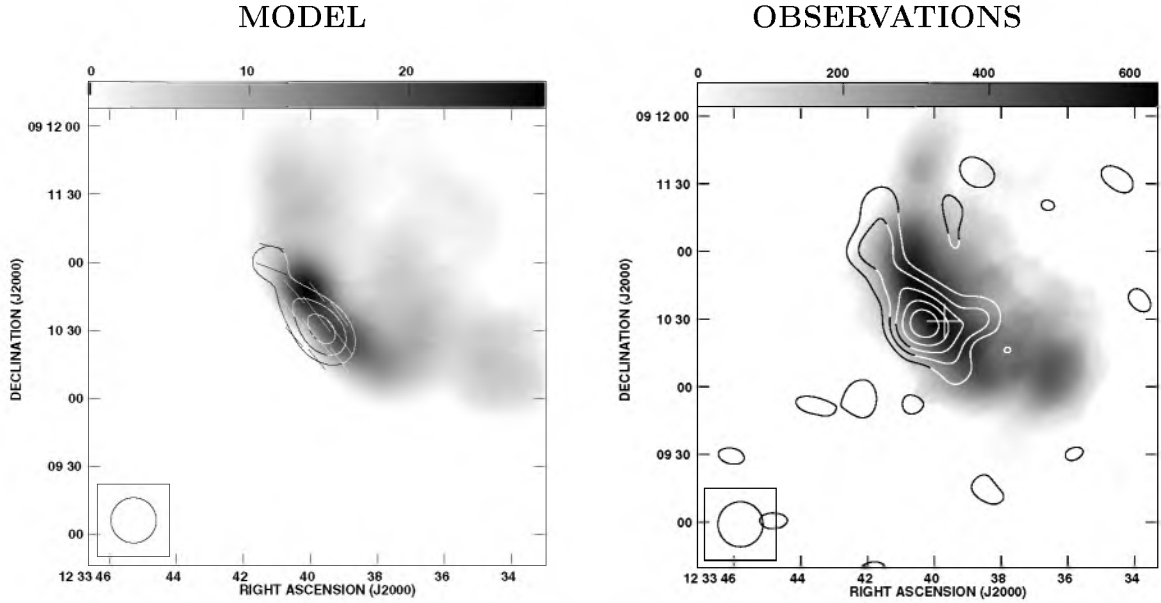 MODEL
0 10 20
09 12 00
11 30
00
10 30
00
09 30
00
12 33 46 44 42 40 38 36 34
DECLINATION (J2000)
RIGHT ASCENSION (J2000)
OBSERVATIONS
0 200 400 600
09 12 00
11 30
00
10 30
00
09 30
00
12 33 46 44 42 40 38 36 34
DECLINATION (J2000)
RIGHT ASCENSION (J2000)